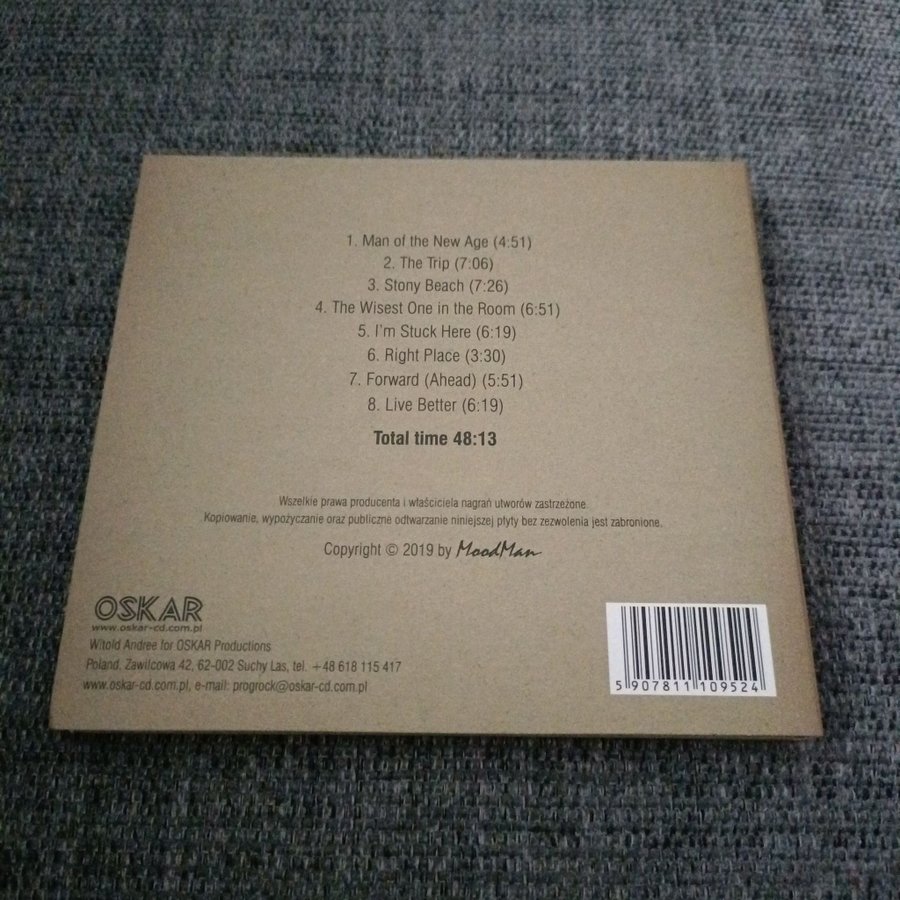 1. Man of the New Age (4:51)
2. The Trip (7:06)
3. Stony Beach (7:26)
4. The Wisest One in the Room (6:51)
5. I'm Stuck Here (6:19)
6. Right Place (3:30)
7. Forward (Ahead) (5:51)
8. Live Better (6:19)
Total time 48:13
Wszelkie prawa producenta i właściciela nagrań utworów zastrzeżone.
Kopiowanie, wypożyczanie oraz publiczne odtwarzanie niniejszej płyty bez zezwolenia jest zabronione.
Copyright © 2019 by MoodMan
OSKAR
www.oskar-cd.com.pl
Witold Andree for OSKAR Productions
Poland, Zawilcowa 42, 62-002 Suchy Las, tel. +48 618 115 417
www.oskar-cd.com.pl, e-mail: progrock@oskar-cd.com.pl
5 907811 109524